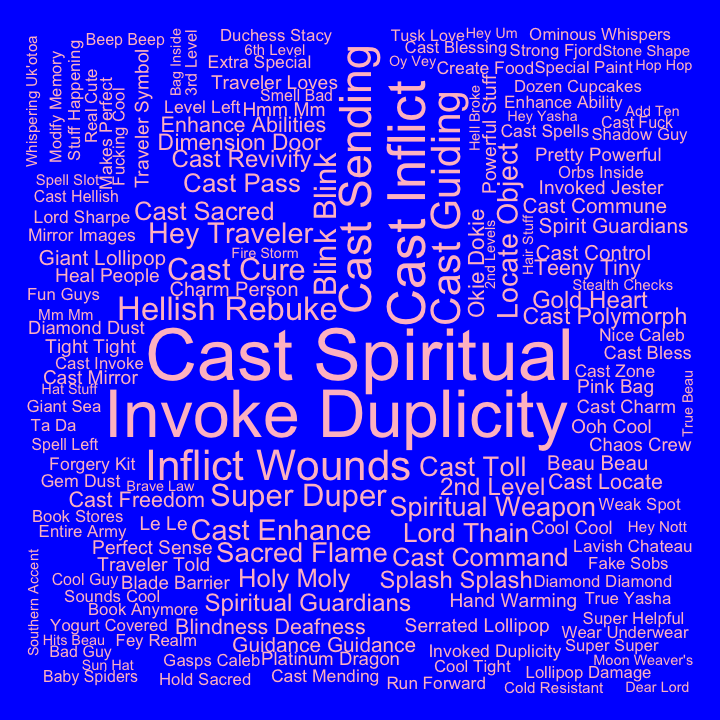 Cast Spiritual
Invoke Duplicity
Cast Inflict
Cast Sending
Cast Guiding
Inflict Wounds
Hellish Rebuke
Super Duper
Locate Object
Blink Blink
Hey Traveler
Cast Cure
Cast Enhance
Sacred Flame
Lord Thain
Spiritual Weapon
Cast Toll
2nd Level
Cast Command
Holy Moly
Splash Splash
Spiritual Guardians
Cast Sacred
Cast Pass
Cast Revivify
Dimension Door
Enhance Abilities
Okie Dokie
Gold Heart
Teeny Tiny
Cast Polymorph
Cast Control
Spirit Guardians
Cast Commune
Cast Locate
Beau Beau
Cast Freedom
Blindness Deafness
Guidance Guidance
Powerful Stuff
Giant Lollipop
Charm Person
Heal People
Hmm Mm
Traveler Loves
Extra Special
Duchess Stacy
6th Level
Smell Bad
Level Left
Beep Beep
Bag Inside
3rd Level
Traveler Symbol
Fucking Cool
Makes Perfect
Real Cute
Stuff Happening
Modify Memory
Whispering Uk'otoa
Spell Slot
Cast Hellish
Lord Sharpe
Mirror Images
Fire Storm
Fun Guys
Mm Mm
Diamond Dust
Tight Tight
Cast Invoke
Cast Mirror
Hat Stuff
Giant Sea
Ta Da
Spell Left
Forgery Kit
Gem Dust
Brave Law
Book Stores
Entire Army
Le Le
Perfect Sense
Traveler Told
Cool Guy
Blade Barrier
Sounds Cool
Book Anymore
Southern Accent
Yogurt Covered
Hits Beau
Fey Realm
Bad Guy
Sun Hat
Baby Spiders
Gasps Caleb
Platinum Dragon
Hold Sacred
Cast Mending
Run Forward
Cool Tight
Invoked Duplicity
Serrated Lollipop
Lollipop Damage
Cold Resistant
Dear Lord
Moon Weaver's
Super Super
Wear Underwear
Super Helpful
Hand Warming
True Yasha
Diamond Diamond
Fake Sobs
Lavish Chateau
Cool Cool
Hey Nott
Weak Spot
Chaos Crew
Ooh Cool
Cast Charm
Pink Bag
True Beau
Cast Zone
Cast Bless
Nice Caleb
Stealth Checks
Hair Stuff
2nd Levels
Invoked Jester
Orbs Inside
Pretty Powerful
Shadow Guy
Cast Fuck
Cast Spells
Hey Yasha
Add Ten
Enhance Ability
Dozen Cupcakes
Hell Broke
Create Food
Special Paint
Hop Hop
Oy Vey
Cast Blessing
Strong Fjord
Stone Shape
Tusk Love
Hey Um
Ominous Whispers